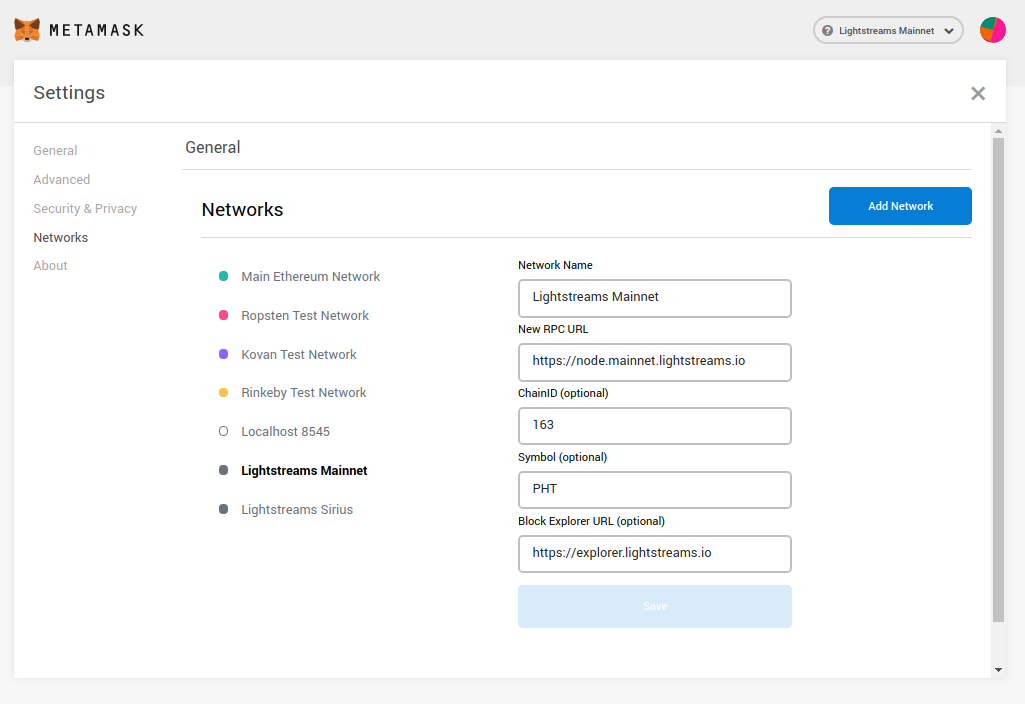 METAMASK
Lightstreams Mainnet
Settings
General
Advanced
Security & Privacy
Networks
About
General
Networks
Add Network
Main Ethereum Network
Ropsten Test Network
Kovan Test Network
Rinkeby Test Network
Localhost 8545
Lightstreams Mainnet
Lightstreams Sirius
Network Name
Lightstreams Mainnet
New RPC URL
https://node.mainnet.lightstreams.io
ChainID (optional)
163
Symbol (optional)
PHT
Block Explorer URL (optional)
https://explorer.lightstreams.io
Save